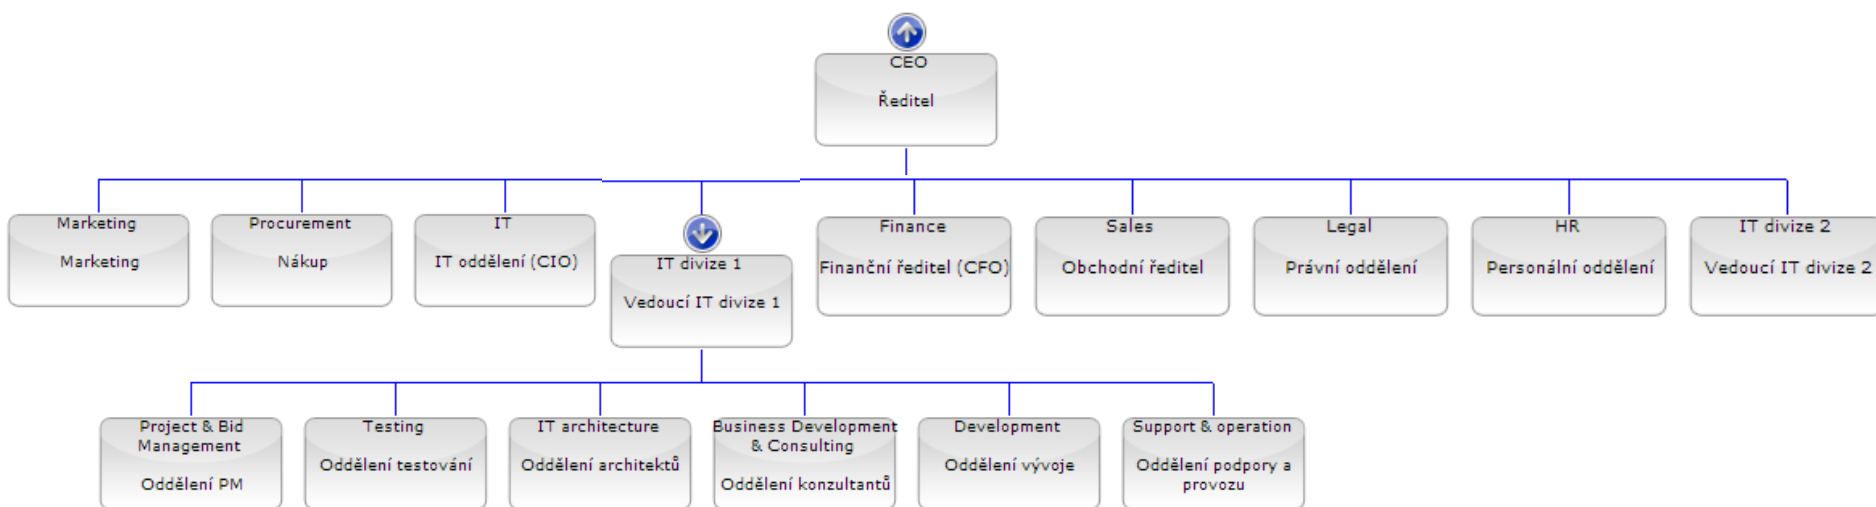 CEO
Ředitel
Marketing
Marketing
Procurement
Nákup
IT
IT oddělení (CIO)
IT divize 1
Vedoucí IT divize 1
Finance
Finanční ředitel (CFO)
Sales
Obchodní ředitel
Legal
Právní oddělení
HR
Personální oddělení
IT divize 2
Vedoucí IT divize 2
Project & Bid
Management
Oddělení PM
Testing
Oddělení testování
IT architecture
Oddělení architektů
Business Development
& Consulting
Oddělení konzultantů
Development
Oddělení vývoje
Support & operation
Oddělení podpory a
provozu